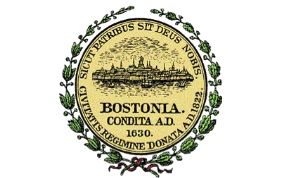 SICUT PATRIBUS SIT DEUS NOBIS.
BOSTONIA.
CONDITA A.D.
1630.
CIVITATIS REGIMINE DONATA A.D. 1822.